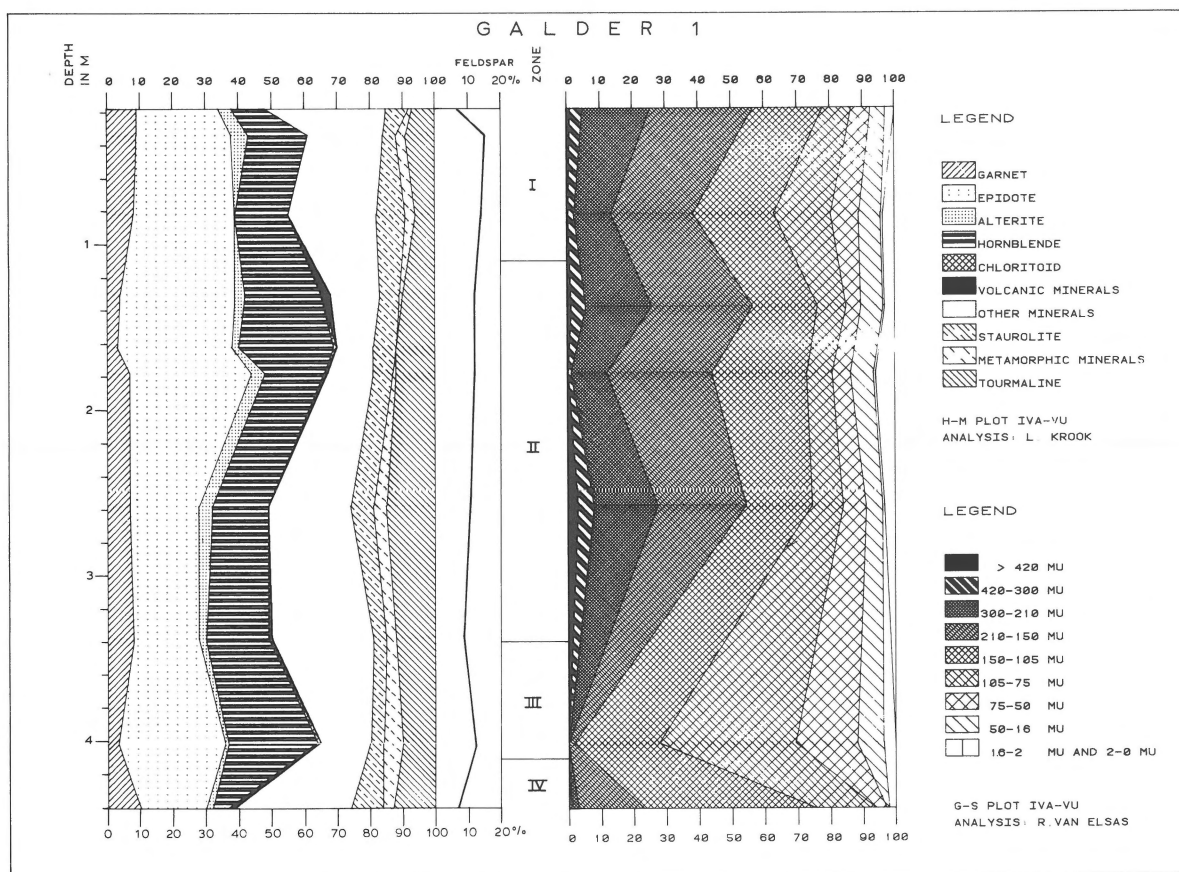 GALDER 1
DEPTH IN M
ZONE
FELDSPAR
0 10 20 30 40 50 60 70 80 90 100 10 20%
0 10 20 30 40 50 60 70 80 90 100
1
2
3
4
I
II
III
IV
0 10 20 30 40 50 60 70 80 90 100 0 10 20%
0 10 20 30 40 50 60 70 80 90 100
LEGEND
GARNET
EPIDOTE
ALTERITE
HORNBLENDE
CHLORITOID
VOLCANIC MINERALS
OTHER MINERALS
STAUROLITE
METAMORPHIC MINERALS
TOURMALINE
H-M PLOT IVA-VU
ANALYSIS: L. KROOK
LEGEND
> 420 MU
420-300 MU
300-210 MU
210-150 MU
150-105 MU
105-75 MU
75-50 MU
50-16 MU
16-2 MU AND 2-0 MU
G-S PLOT IVA-VU
ANALYSIS: R.VAN ELSAS